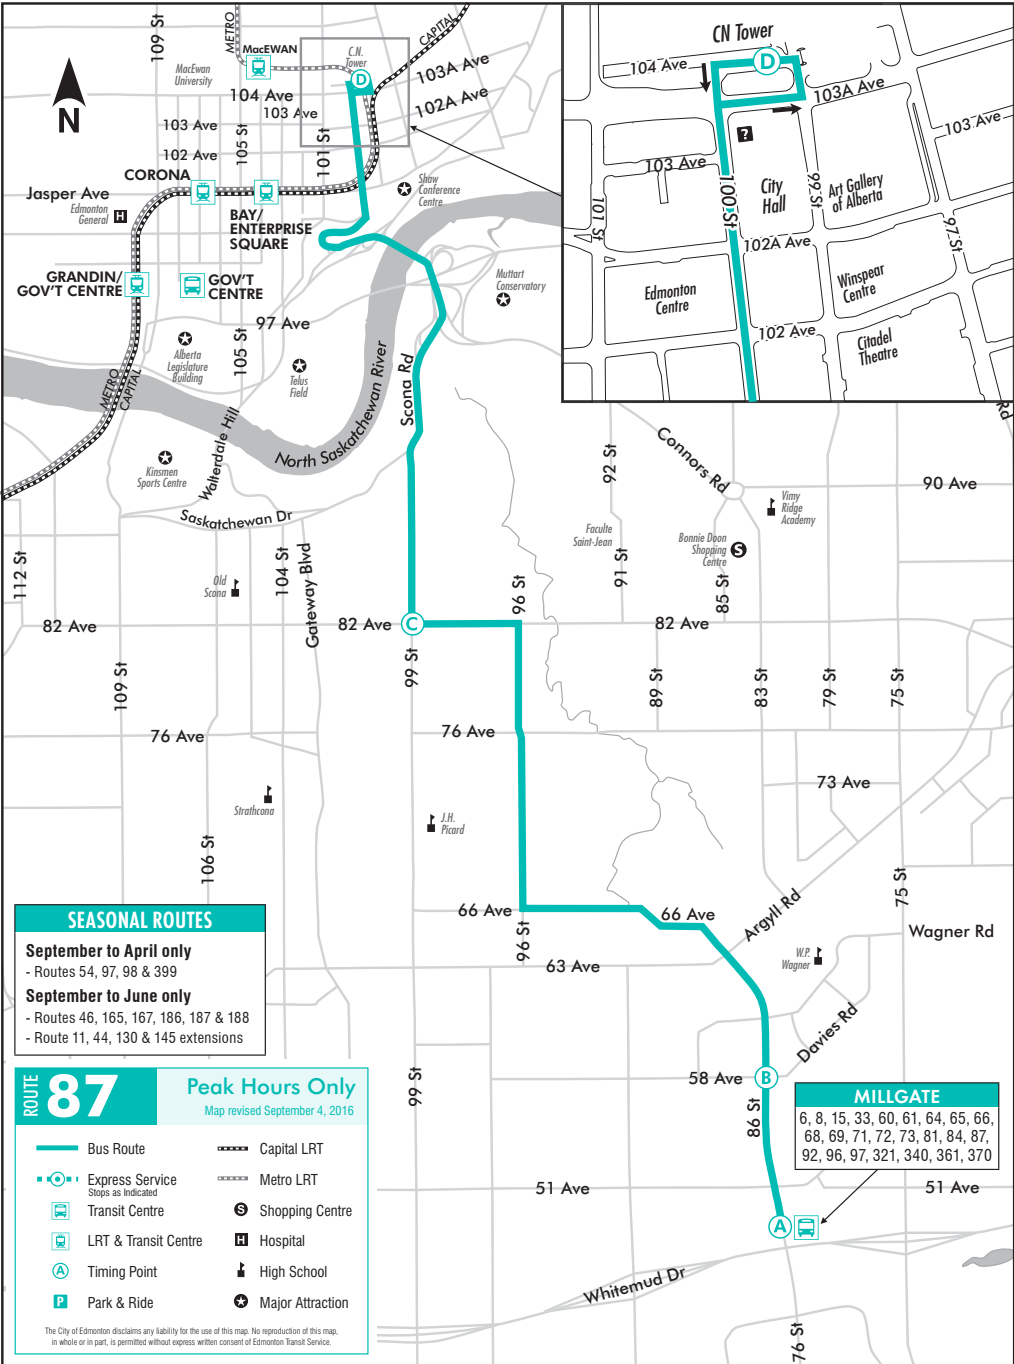 109 St
METRO
MacEWAN
C.N.
Tower
CAPITAL
MacEwan
University
D
103A Ave
104 Ave
103 Ave
102A Ave
N
103 Ave
105 St
101 St
102 Ave
CORONA
Jasper Ave
Edmonton
General
H
BAY/
ENTERPRISE
SQUARE
Shaw
Conference
Centre
GRANDIN/
GOV'T CENTRE
GOV'T
CENTRE
Muttart
Conservatory
97 Ave
105 St
Alberta
Legislature
Building
Telus
Field
METRO
CAPITAL
Scona Rd
North Saskatchewan River
Walterdale Hill
Kinsmen
Sports Centre
Saskatchewan Dr
CN Tower
D
104 Ave
103A Ave
103 Ave
?
103 Ave
City
Hall
99 St
Art Gallery
of Alberta
100 St
101 St
97 St
102A Ave
Edmonton
Centre
Winspear
Centre
102 Ave
Citadel
Theatre
Rd
92 St
Connors Rd
90 Ave
Vimy
Ridge
Academy
Faculte
Saint-Jean
Bonnie Doon
Shopping
Centre
S
112 St
Old
Scona
104 St
Gateway Blvd
96 St
91 St
85 St
82 Ave
82 Ave
C
82 Ave
109 St
99 St
89 St
83 St
79 St
75 St
76 Ave
76 Ave
73 Ave
Strathcona
J.H.
Picard
106 St
75 St
66 Ave
66 Ave
Argyll Rd
96 St
Wagner Rd
W.P.
Wagner
63 Ave
SEASONAL ROUTES
September to April only
- Routes 54, 97, 98 & 399
September to June only
- Routes 46, 165, 167, 186, 187 & 188
- Route 11, 44, 130 & 145 extensions
Davies Rd
99 St
58 Ave
B
86 St
MILLGATE
6, 8, 15, 33, 60, 61, 64, 65, 66,
68, 69, 71, 72, 73, 81, 84, 87,
92, 96, 97, 321, 340, 361, 370
51 Ave
51 Ave
A
Whitemud Dr
76 St
ROUTE
87
Peak Hours Only
Map revised September 4, 2016
Bus Route
Capital LRT
Express Service
Stops as Indicated
Metro LRT
Transit Centre
S
Shopping Centre
LRT & Transit Centre
H
Hospital
A
Timing Point
High School
P
Park & Ride
Major Attraction
The City of Edmonton disclaims any liability for the use of this map. No reproduction of this map,
in whole or in part, is permitted without express written consent of Edmonton Transit Service.